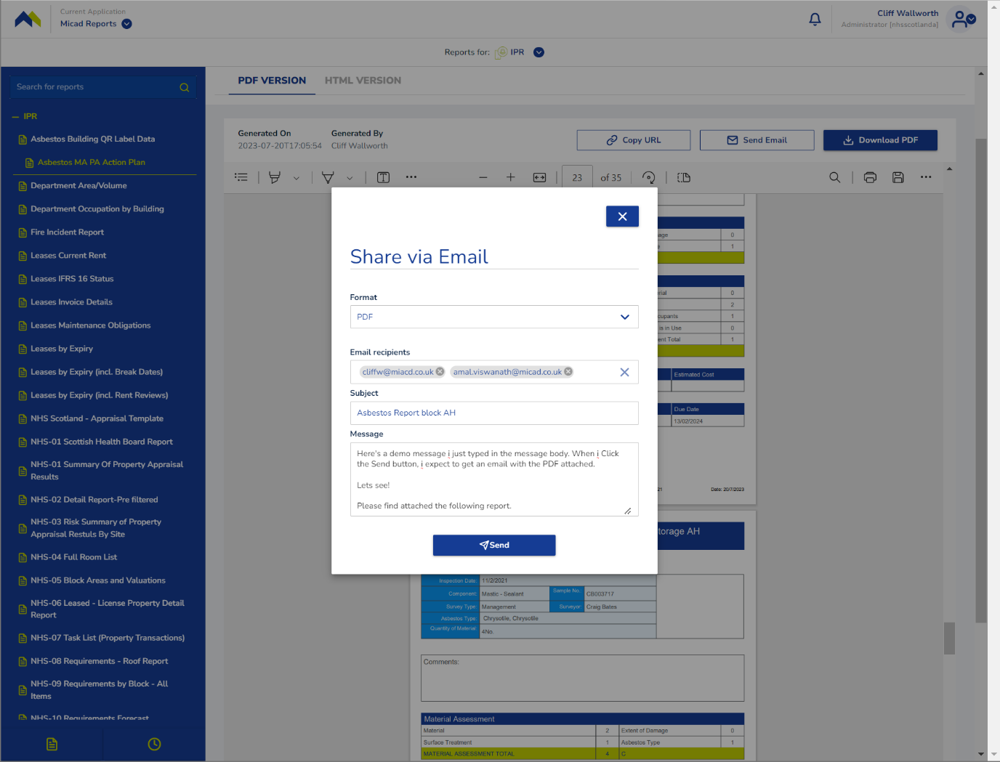 Current Application
Micad Reports
Cliff Wallworth
Administrator [nhsscotlanda]
Reports for: IPR
Search for reports
IPR
Asbestos Building QR Label Data
Asbestos MA PA Action Plan
Department Area/Volume
Department Occupation by Building
Fire Incident Report
Leases Current Rent
Leases IFRS 16 Status
Leases Invoice Details
Leases Maintenance Obligations
Leases by Expiry
Leases by Expiry (incl. Break Dates)
Leases by Expiry (incl. Rent Reviews)
NHS Scotland - Appraisal Template
NHS-01 Scottish Health Board Report
NHS-01 Summary Of Property Appraisal
Results
NHS-02 Detail Report-Pre filtered
NHS-03 Risk Summary of Property
Appraisal Restuls By Site
NHS-04 Full Room List
NHS-05 Block Areas and Valuations
NHS-06 Leased - License Property Detail
Report
NHS-07 Task List (Property Transactions)
NHS-08 Requirements - Roof Report
NHS-09 Requirements by Block - All
Items
NHS-10 Requirements Forecast
PDF VERSION HTML VERSION
Generated On Generated By
2023-07-20T17:05:54 Cliff Wallworth
Copy URL
Send Email
Download PDF
23 of 35
Share via Email
Format
PDF
Email recipients
cliffw@miacd.co.uk amal.viswanath@micad.co.uk
Subject
Asbestos Report block AH
Message
Here's a demo message i just typed in the message body. When i Click
the Send button, i expect to get an email with the PDF attached.
Lets see!
Please find attached the following report.
Send
0
1
0
2
cupants 1
is in Use 0
ent Total 1
Estimated Cost
Due Date
13/02/2024
21 Date: 20/7/2023
torage AH
Inspection Date: 11/2/2021
Component: Mastic - Sealant Sample No.: CB003717
Survey Type: Management Surveyor: Craig Bates
Asbestos Type: Chrysotile, Chrysotile
Quantity of Material: 4No.
Comments:
Material Assessment
Material 2 Extent of Damage 0
Surface Treatment 1 Asbestos Type 1
MATERIAL ASSESSMENT TOTAL 4 C